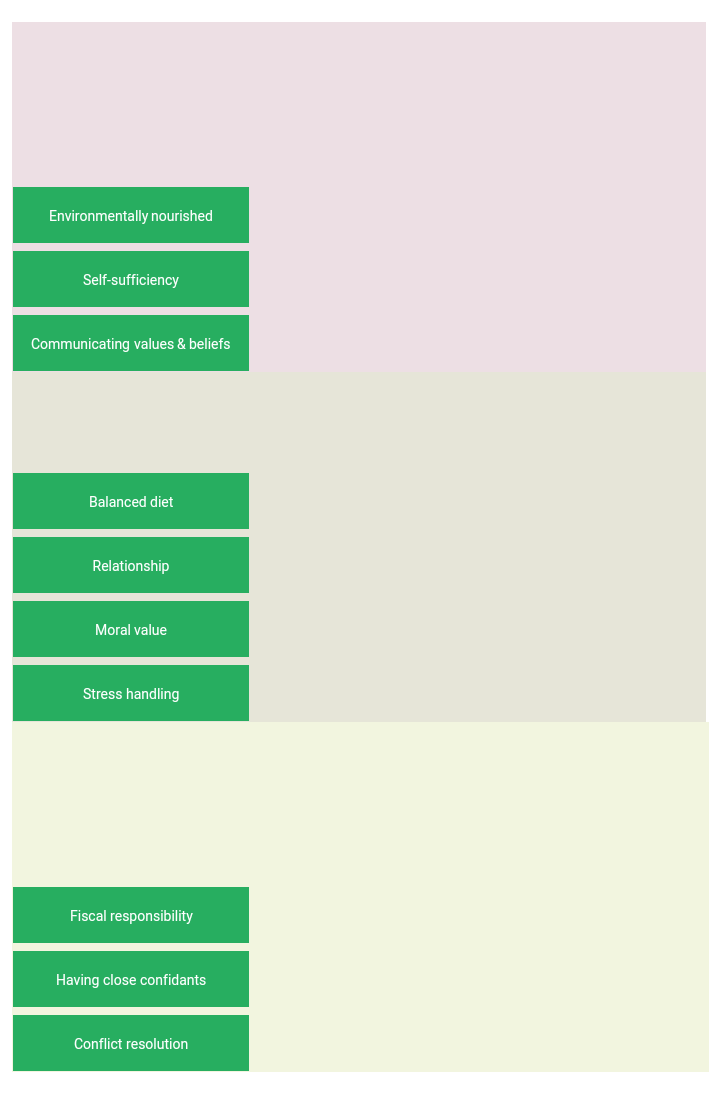 Environmentally nourished
Self-sufficiency
Communicating values & beliefs
Balanced diet
Relationship
Moral value
Stress handling
Fiscal responsibility
Having close confidants
Conflict resolution